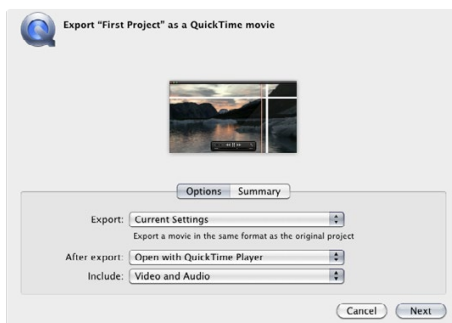 Export “First Project” as a QuickTime movie
Options Summary
Export: Current Settings
Export a movie in the same format as the original project
After export: Open with QuickTime Player
Include: Video and Audio
Cancel Next